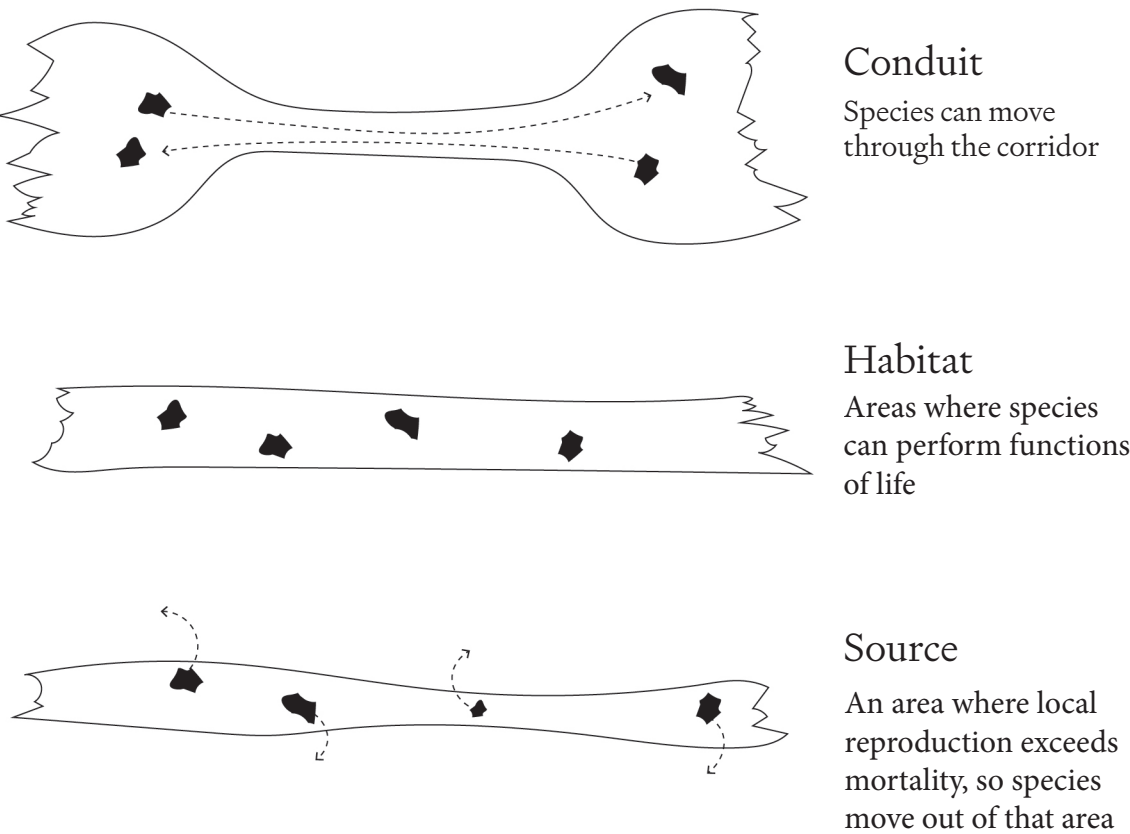 Conduit
Species can move
through the corridor
Habitat
Areas where species
can perform functions
of life
Source
An area where local
reproduction exceeds
mortality, so species
move out of that area